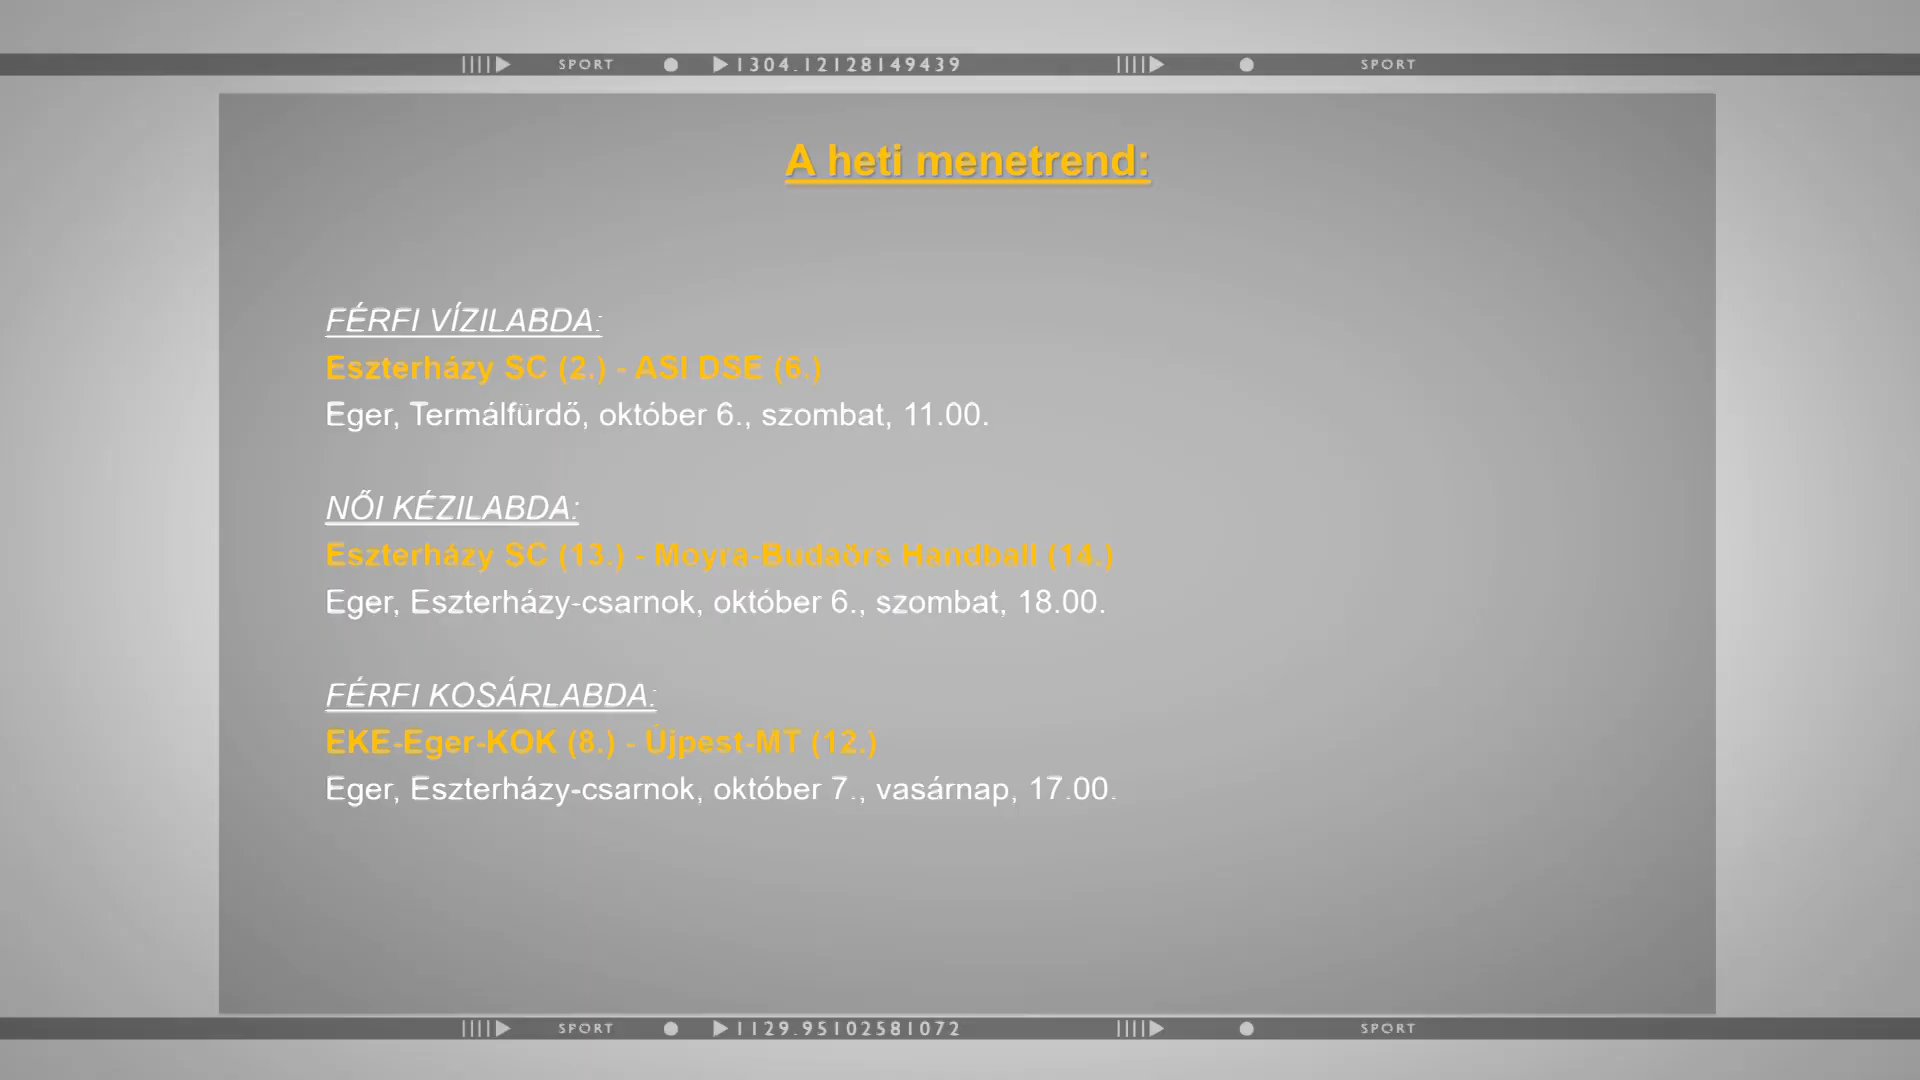 SPORT 1304.12128149439 SPORT
A heti menetrend:
FÉRFI VÍZILABDA:
Eszterházy SC (2.) - ASI DSE (6.)
Eger, Termálfürdő, október 6., szombat, 11.00.
NŐI KÉZILABDA:
Eszterházy SC (13.) - Moyra-Budaörs Handball (14.)
Eger, Eszterházy-csarnok, október 6., szombat, 18.00.
FÉRFI KOSÁRLABDA:
EKE-Eger-KOK (8.) - Újpest-MT (12.)
Eger, Eszterházy-csarnok, október 7., vasárnap, 17.00.
SPORT 1129.95102581072 SPORT